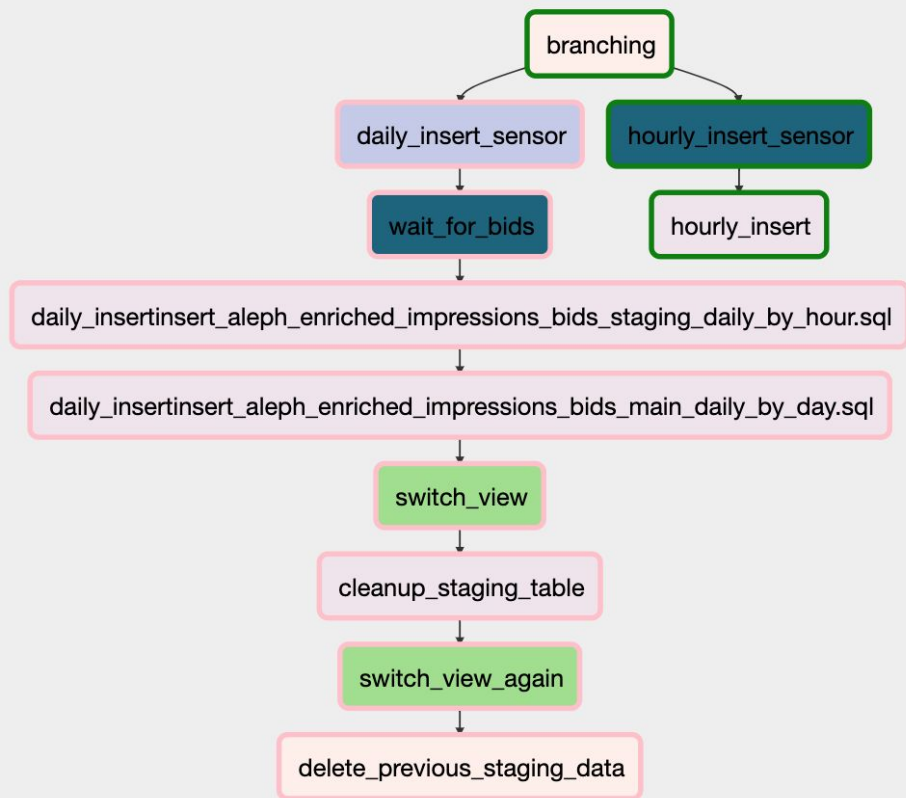 branching
daily_insert_sensor
hourly_insert_sensor
wait_for_bids
hourly_insert
daily_insertinsert_aleph_enriched_impressions_bids_staging_daily_by_hour.sql
daily_insertinsert_aleph_enriched_impressions_bids_main_daily_by_day.sql
switch_view
cleanup_staging_table
switch_view_again
delete_previous_staging_data